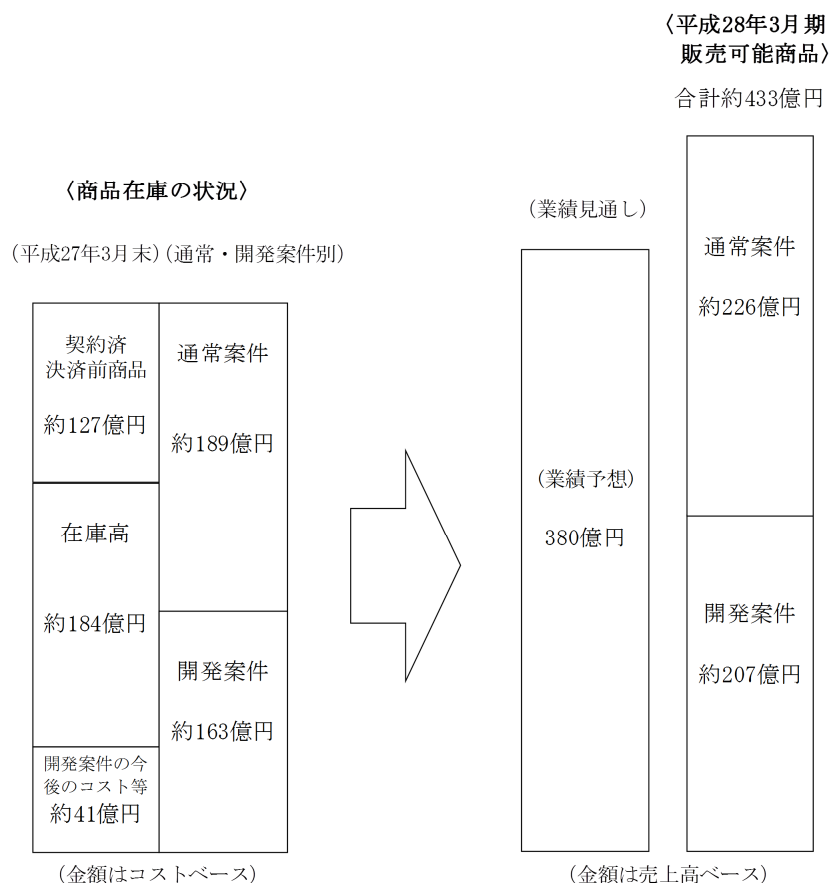 〈平成28年3月期
販売可能商品〉
合計約433億円
〈商品在庫の状況〉
(業績見通し)
(平成27年3月末)(通常・開発案件別)
契約済
決済前商品
約127億円
通常案件
約189億円
在庫高
約184億円
開発案件
約163億円
開発案件の今
後のコスト等
約41億円
(金額はコストベース)
(業績予想)
380億円
通常案件
約226億円
開発案件
約207億円
(金額は売上高ベース)